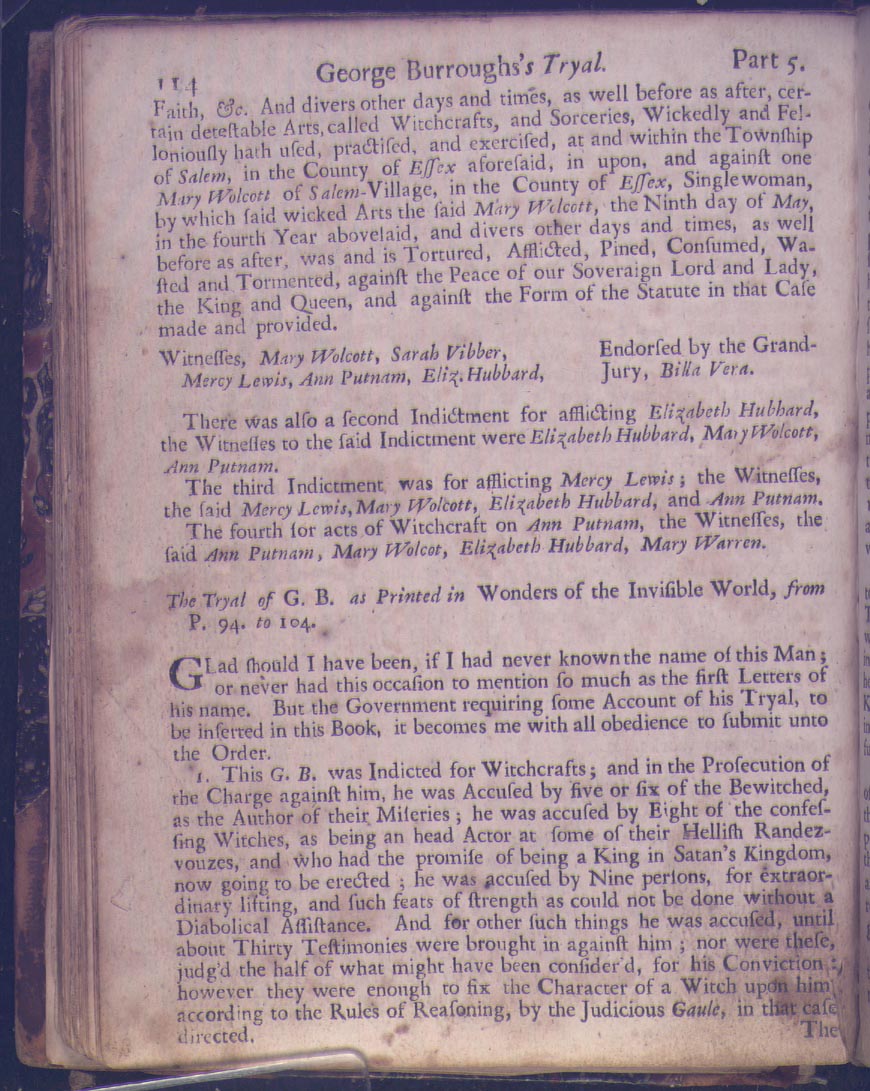 114 George Burroughs's Tryal. Part 5.
Faith, &c. And divers other days and times, as well before as after, cer-
tain deteſtable Arts, called Witchcrafts, and Sorceries, Wickedly and Fel-
loniouſly hath uſed, practiſed, and exerciſed, at and within the Townſhip
of Salem, in the County of Eſſex aforeſaid, in upon, and againſt one
Mary Wolcott of Salem-Village, in the County of Eſſex, Singlewoman,
by which ſaid wicked Arts the ſaid Mary Wolcott, the Ninth day of May,
in the fourth Year aboveſaid, and divers other days and times, as well
before as after, was and is Tortured, Afflicted, Pined, Conſumed, Wa-
ſted and Tormented, againſt the Peace of our Soveraign Lord and Lady,
the King and Queen, and againſt the Form of the Statute in that Caſe
made and provided.
Witneſſes, Mary Wolcott, Sarah Vibber,
Mercy Lewis, Ann Putnam, Eliz. Hubbard,
Endorſed by the Grand-
Jury, Billa Vera.
There was alſo a ſecond Indictment for afflicting Elizabeth Hubbard,
the Witneſſes to the ſaid Indictment were Elizabeth Hubbard, Mary Wolcott,
Ann Putnam.
The third Indictment was for afflicting Mercy Lewis; the Witneſſes,
the ſaid Mercy Lewis, Mary Wolcott, Elizabeth Hubbard, and Ann Putnam.
The fourth for acts of Witchcraft on Ann Putnam, the Witneſſes, the
ſaid Ann Putnam, Mary Wolcot, Elizabeth Hubbard, Mary Warren.
The Tryal of G. B. as Printed in Wonders of the Inviſible World, from
P. 94. to 104.
GLad ſhould I have been, if I had never known the name of this Man;
or never had this occaſion to mention ſo much as the firſt Letters of
his name. But the Government requiring ſome Account of his Tryal, to
be inſerted in this Book, it becomes me with all obedience to ſubmit unto
the Order.
1. This G. B. was Indicted for Witchcrafts; and in the Proſecution of
the Charge againſt him, he was Accuſed by five or ſix of the Bewitched,
as the Author of their Miſeries; he was accuſed by Eight of the confeſ-
ſing Witches, as being an head Actor at ſome of their Helliſh Randez-
vouzes, and who had the promiſe of being a King in Satan's Kingdom,
now going to be erected; he was accuſed by Nine perſons, for extraor-
dinary lifting, and ſuch feats of ſtrength as could not be done without a
Diabolical Aſſiſtance. And for other ſuch things he was accuſed, until
about Thirty Teſtimonies were brought in againſt him; nor were theſe,
judg'd the half of what might have been conſider'd, for his Conviction;
however they were enough to fix the Character of a Witch upon him
according to the Rules of Reaſoning, by the Judicious Gaule, in that caſe
directed.
The